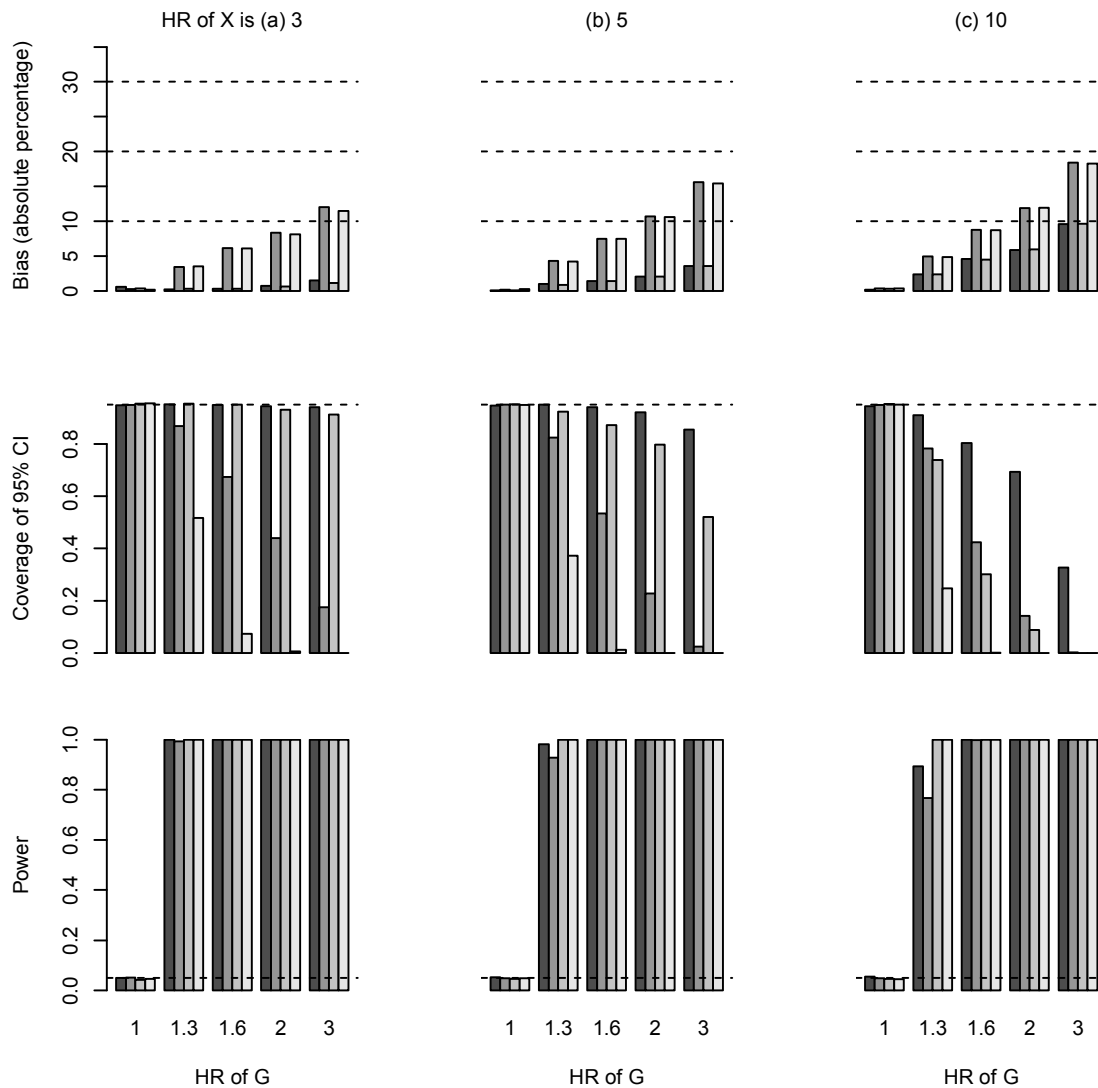 HR of X is (a) 3
(b) 5
(c) 10
Bias (absolute percentage)
30
20
10
5
0
Coverage of 95% CI
0.8
0.6
0.4
0.2
0.0
Power
1.0
0.8
0.6
0.4
0.2
0.0
1 1.3 1.6 2 3
1 1.3 1.6 2 3
1 1.3 1.6 2 3
HR of G
HR of G
HR of G